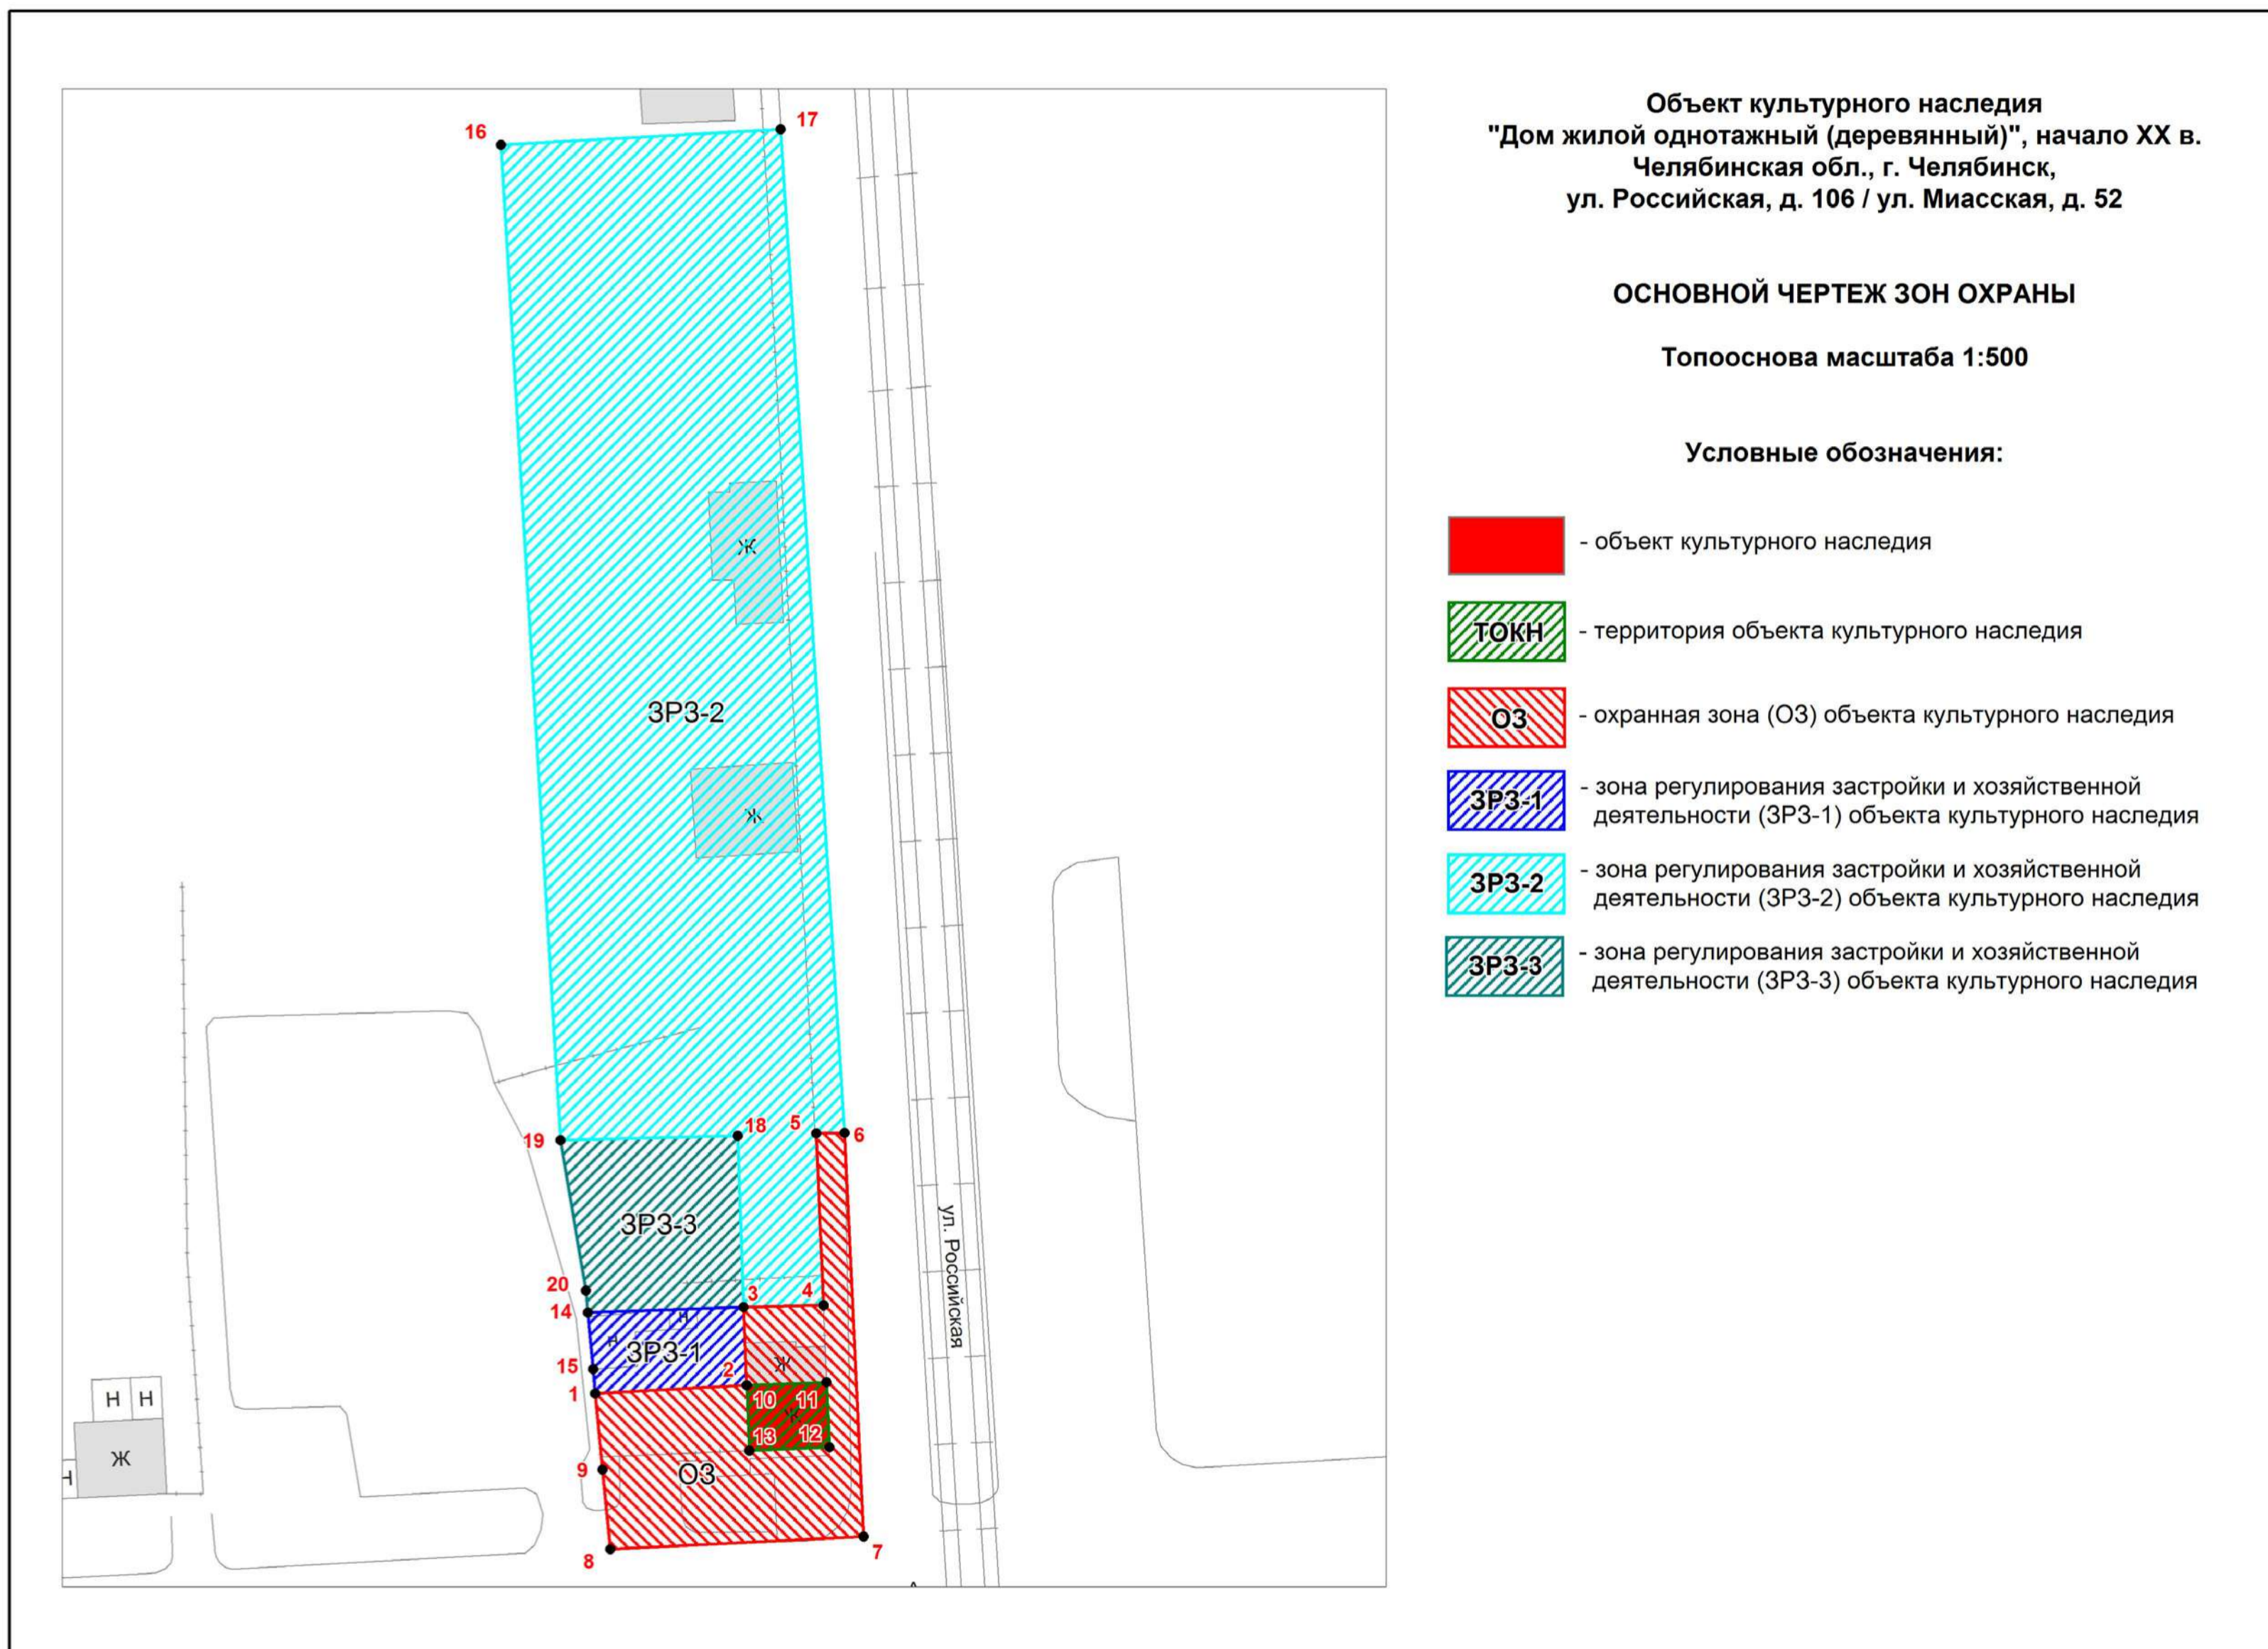 Объект культурного наследия
"Дом жилой однотажный (деревянный)", начало XX в.
Челябинская обл., г. Челябинск,
ул. Российская, д. 106 / ул. Миасская, д. 52
ОСНОВНОЙ ЧЕРТЕЖ ЗОН ОХРАНЫ
Топооснова масштаба 1:500
Условные обозначения:
- объект культурного наследия
ТОКН
- территория объекта культурного наследия
ОЗ
- охранная зона (ОЗ) объекта культурного наследия
ЗРЗ-1
- зона регулирования застройки и хозяйственной
деятельности (ЗРЗ-1) объекта культурного наследия
ЗРЗ-2
- зона регулирования застройки и хозяйственной
деятельности (ЗРЗ-2) объекта культурного наследия
ЗРЗ-3
- зона регулирования застройки и хозяйственной
деятельности (ЗРЗ-3) объекта культурного наследия
16
17
Ж
ЗРЗ-2
Ж
19
18
5
6
ЗРЗ-3
ул. Российская
20
14
3
4
Н
Н
ЗРЗ-1
15
2
Ж
1
10
11
Ж
13
12
9
ОЗ
8
7
Н
Н
Ж
Н